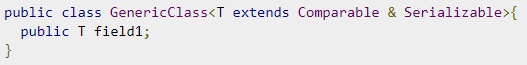 public class GenericClass<T extends Comparable & Serializable>{
  public T field1;
}